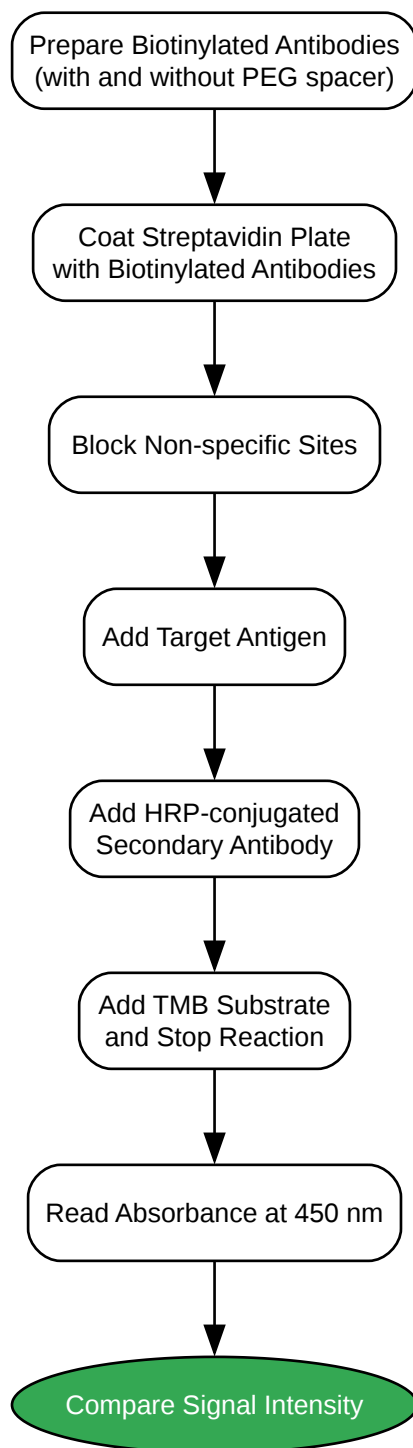 Prepare Biotinylated Antibodies
(with and without PEG spacer)
Coat Streptavidin Plate
with Biotinylated Antibodies
Block Non-specific Sites
Add Target Antigen
Add HRP-conjugated
Secondary Antibody
Add TMB Substrate
and Stop Reaction
Read Absorbance at 450 nm
Compare Signal Intensity